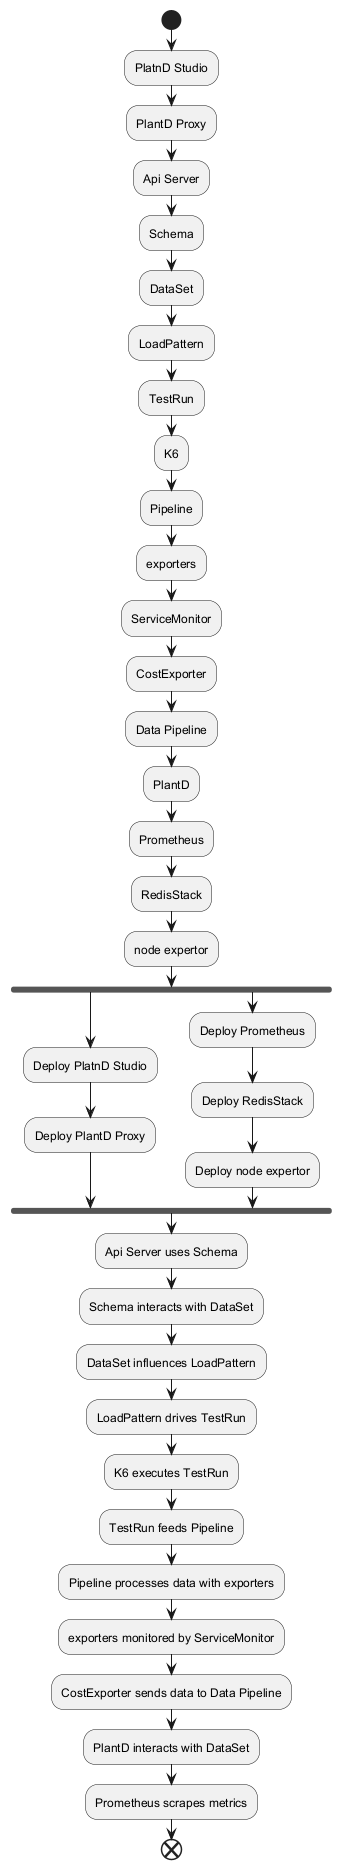 PlatnD Studio
PlantD Proxy
Api Server
Schema
DataSet
LoadPattern
TestRun
K6
Pipeline
exporters
ServiceMonitor
CostExporter
Data Pipeline
PlantD
Prometheus
RedisStack
node expertor
Deploy PlatnD Studio
Deploy PlantD Proxy
Deploy Prometheus
Deploy RedisStack
Deploy node expertor
Api Server uses Schema
Schema interacts with DataSet
DataSet influences LoadPattern
LoadPattern drives TestRun
K6 executes TestRun
TestRun feeds Pipeline
Pipeline processes data with exporters
exporters monitored by ServiceMonitor
CostExporter sends data to Data Pipeline
PlantD interacts with DataSet
Prometheus scrapes metrics